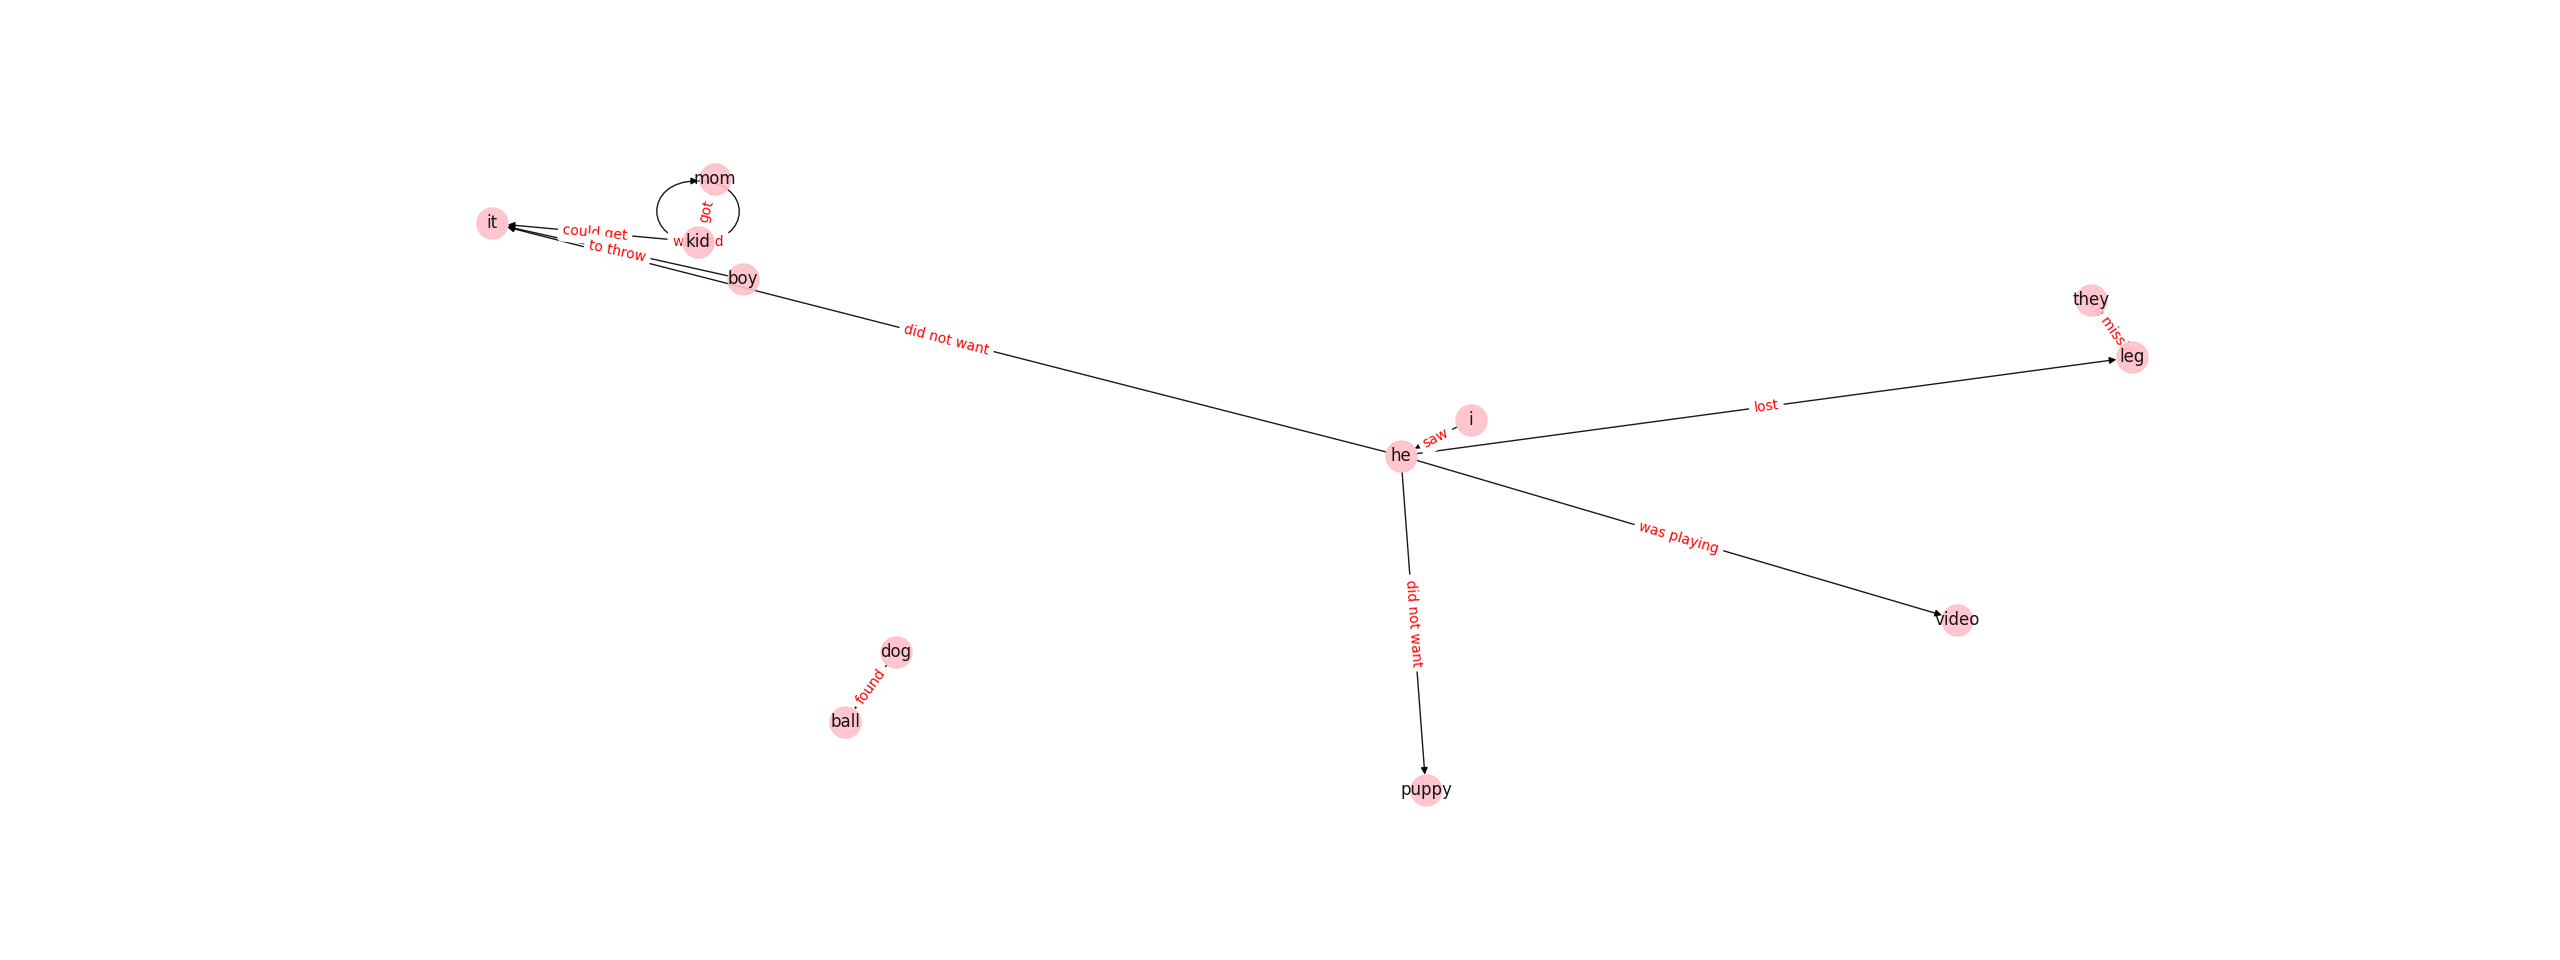 mom
got
it
could get
kid
to throw
boy
they
miss
did not want
leg
lost
i
saw
he
was playing
did not want
video
dog
found
ball
puppy